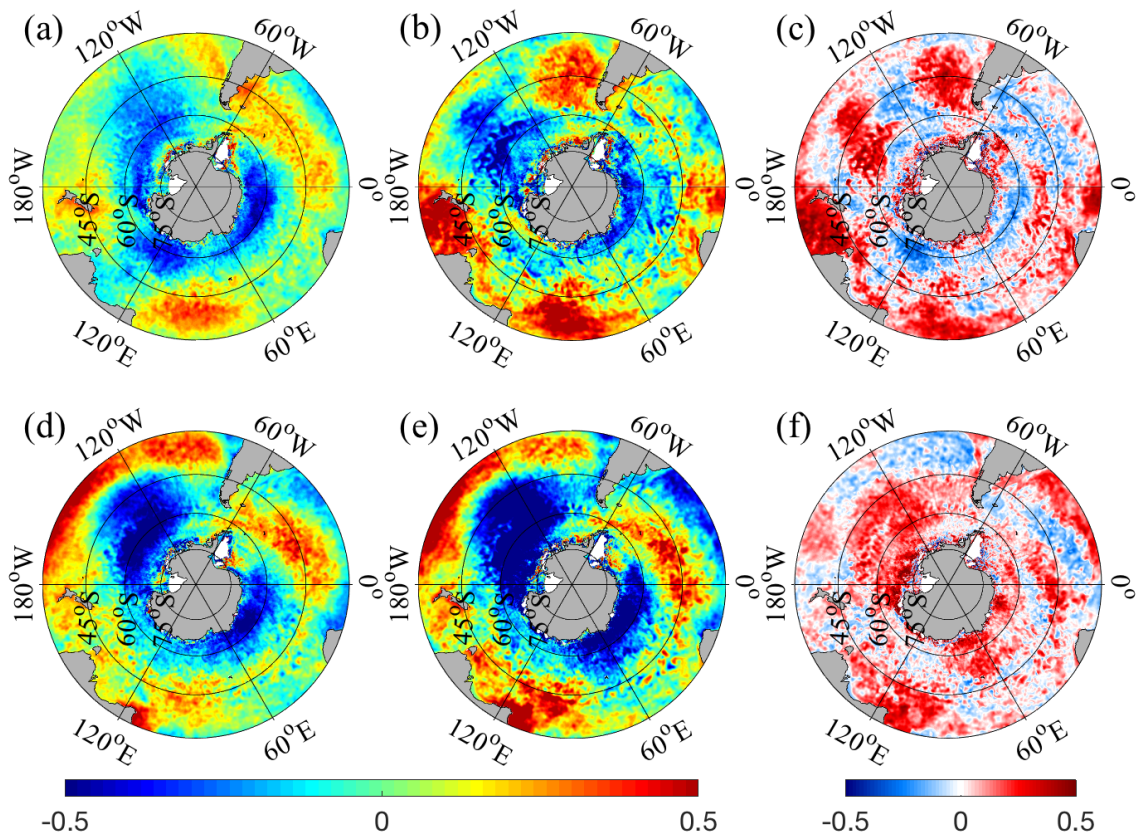 (a) 120°W 60°W 180°W 0° 45°S 60°S 75°S 120°E 60°E
(b) 120°W 60°W 180°W 0° 45°S 60°S 75°S 120°E 60°E
(c) 120°W 60°W 180°W 0° 45°S 60°S 75°S 120°E 60°E
(d) 120°W 60°W 180°W 0° 45°S 60°S 75°S 120°E 60°E
(e) 120°W 60°W 180°W 0° 45°S 60°S 75°S 120°E 60°E
(f) 120°W 60°W 180°W 0° 45°S 60°S 75°S 120°E 60°E
-0.5 0 0.5
-0.5 0 0.5